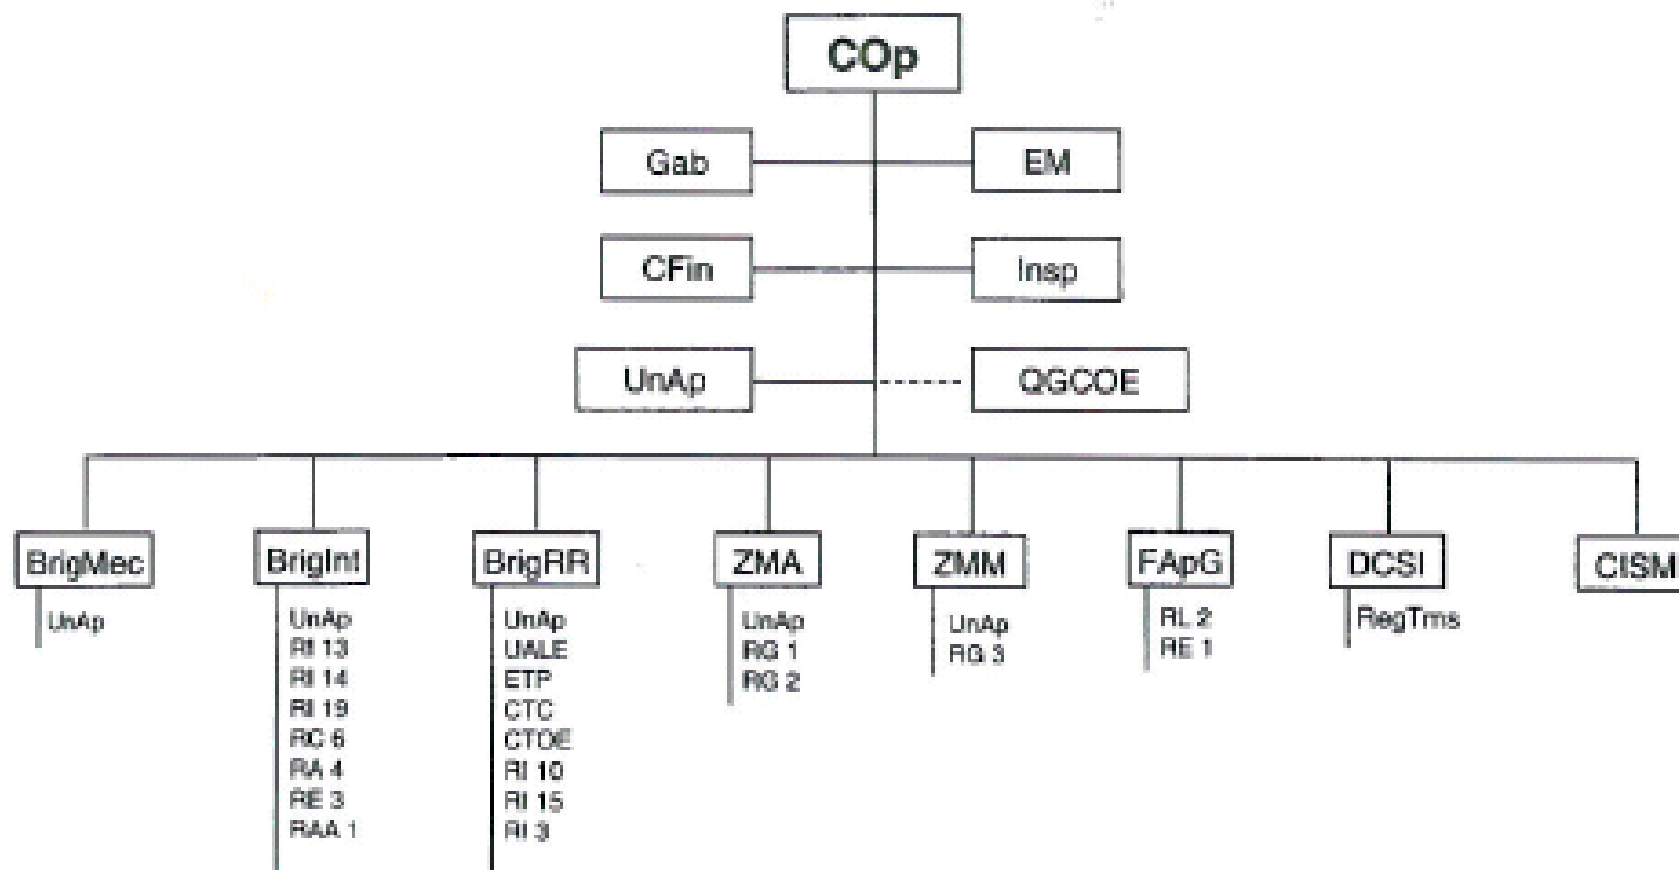 COp
Gab
EM
CFin
Insp
UnAp
QGCOE
BrigMec
BrigInt
BrigRR
ZMA
ZMM
FApG
DCSI
CISM
UnAp
UnAp
RI 13
RI 14
RI 19
RC 6
RA 4
RE 3
RAA 1
UnAp
UALE
ETP
CTC
CTOE
RI 10
RI 15
RI 3
UnAp
RG 1
RG 2
UnAp
RG 3
RL 2
RE 1
RegTms